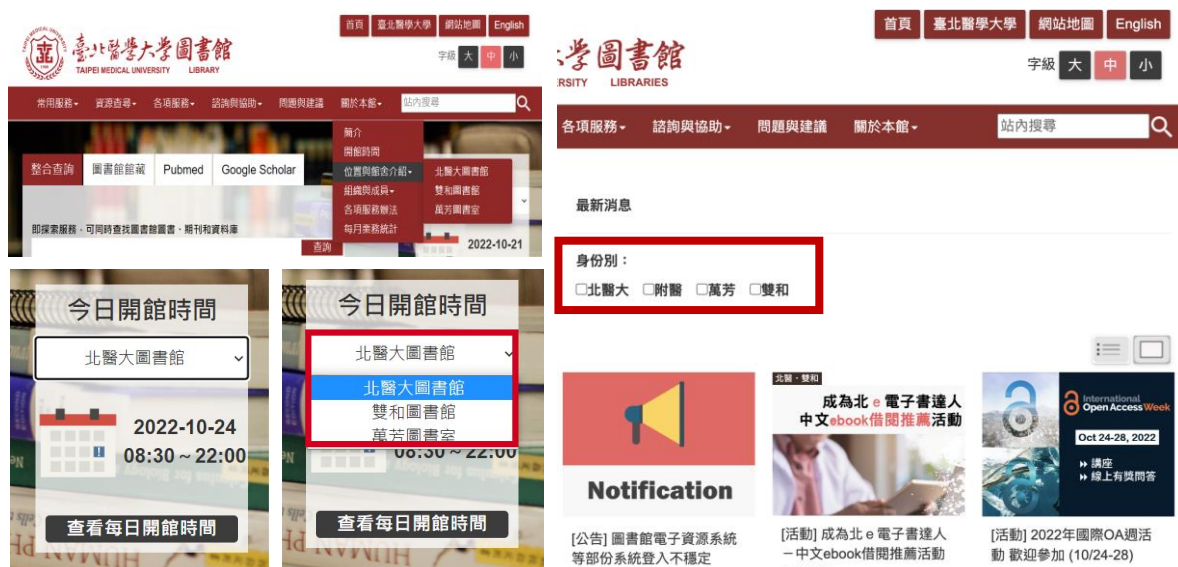 首頁 臺北醫學大學 網站地圖 English
臺北醫學大學圖書館
TAIPEI MEDICAL UNIVERSITY LIBRARY
字級 大 中 小
常用服務 資源查尋 各項服務 諮詢與協助 問題與建議 關於本館 站內搜尋
簡介
開館時間
位置與館舍介紹 北醫大圖書館
組織與成員 雙和圖書館
各項服務辦法 萬芳圖書室
每月業務統計
整合查詢 圖書館館藏 Pubmed Google Scholar
即探索服務，可同時查找圖書館圖書、期刊和資料庫
查詢
2022-10-21
今日開館時間
北醫大圖書館
2022-10-24
08:30 ~ 22:00
查看每日開館時間
今日開館時間
北醫大圖書館
北醫大圖書館
雙和圖書館
萬芳圖書室
08:30 ~ 22:00
查看每日開館時間
首頁 臺北醫學大學 網站地圖 English
學圖書館
RSITY LIBRARIES
字級 大 中 小
各項服務 諮詢與協助 問題與建議 關於本館 站內搜尋
最新消息
身份別：
□北醫大 □附醫 □萬芳 □雙和
Notification
[公告] 圖書館電子資源系統
等部份系統登入不穩定
北醫・雙和
成為北 e 電子書達人
中文ebook借閱推薦活動
[活動] 成為北 e 電子書達人
－中文ebook借閱推薦活動
International
Open Access Week
Oct 24-28, 2022
講座
線上有獎問答
[活動] 2022年國際OA週活
動 歡迎參加 (10/24-28)